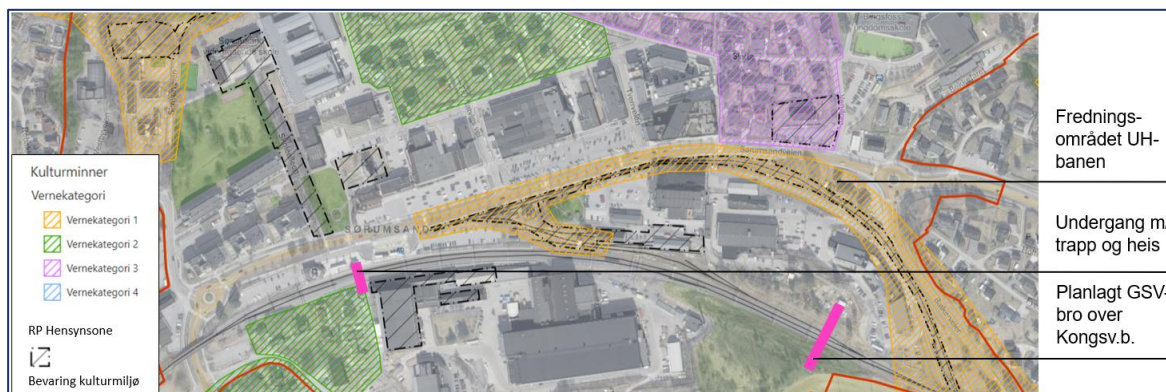 Kulturminner
Vernekategori
Vernekategori 1
Vernekategori 2
Vernekategori 3
Vernekategori 4
RP Hensynsone
Bevaring kulturmiljø
SØRUMSAND
Sørumsandveien
Frednings-
området UH-
banen
Undergang m/
trapp og heis
Planlagt GSV-
bro over
Kongsv.b.